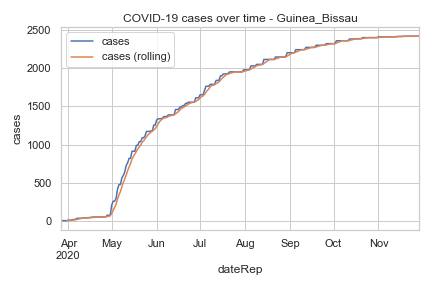 COVID-19 cases over time - Guinea_Bissau
cases
cases (rolling)
2500
2000
1500
1000
500
0
cases
Apr May Jun Jul Aug Sep Oct Nov
2020
dateRep